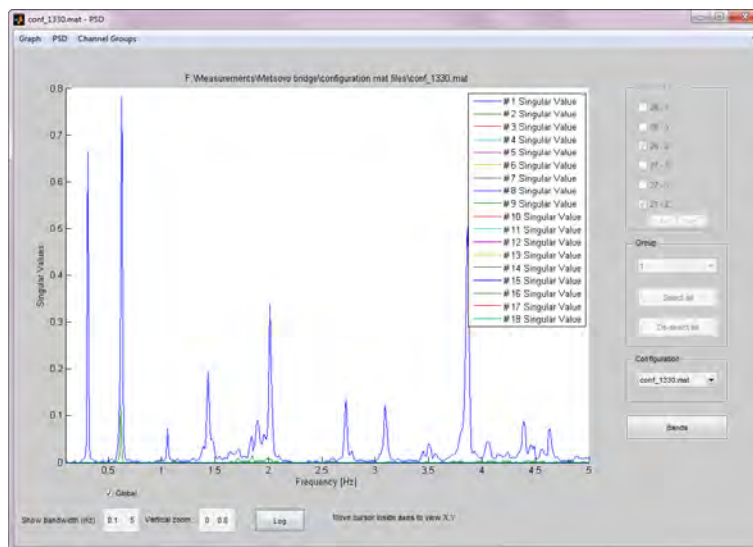 conf_1330.mat - PSD
Graph PSD Channel Groups
F:\Measurements\Metsovo bridge\configuration mat files\conf_1330.mat
0.8
0.7
0.6
0.5
0.4
0.3
0.2
0.1
0
Singular Values
#1 Singular Value
#2 Singular Value
#3 Singular Value
#4 Singular Value
#5 Singular Value
#6 Singular Value
#7 Singular Value
#8 Singular Value
#9 Singular Value
#10 Singular Value
#11 Singular Value
#12 Singular Value
#13 Singular Value
#14 Singular Value
#15 Singular Value
#16 Singular Value
#17 Singular Value
#18 Singular Value
0.5 1 1.5 2 2.5 3 3.5 4 4.5 5
Frequency [Hz]
Group
1
Select all
De-select all
Configuration
conf_1330.mat
Bands
Global
Show bandwidth (Hz) 0.1 5 Vertical zoom 0 0.8 Log Move cursor inside axes to view X,Y